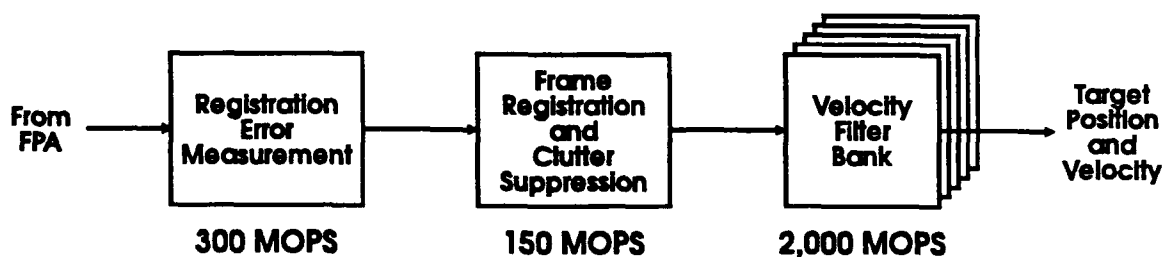 From
FPA
Registration
Error
Measurement
300 MOPS
Frame
Registration
and
Clutter
Suppression
150 MOPS
Velocity
Filter
Bank
2,000 MOPS
Target
Position
and
Velocity